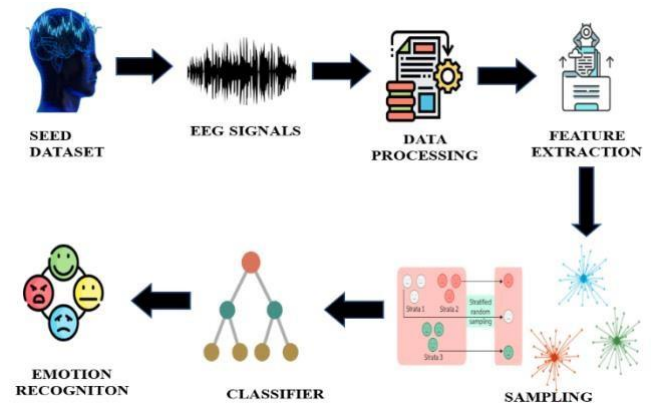 SEED
DATASET
EEG SIGNALS
DATA
PROCESSING
FEATURE
EXTRACTION
Strata 1
Strata 2
Stratified
random
sampling
Strata 3
SAMPLING
CLASSIFIER
EMOTION
RECOGNITON